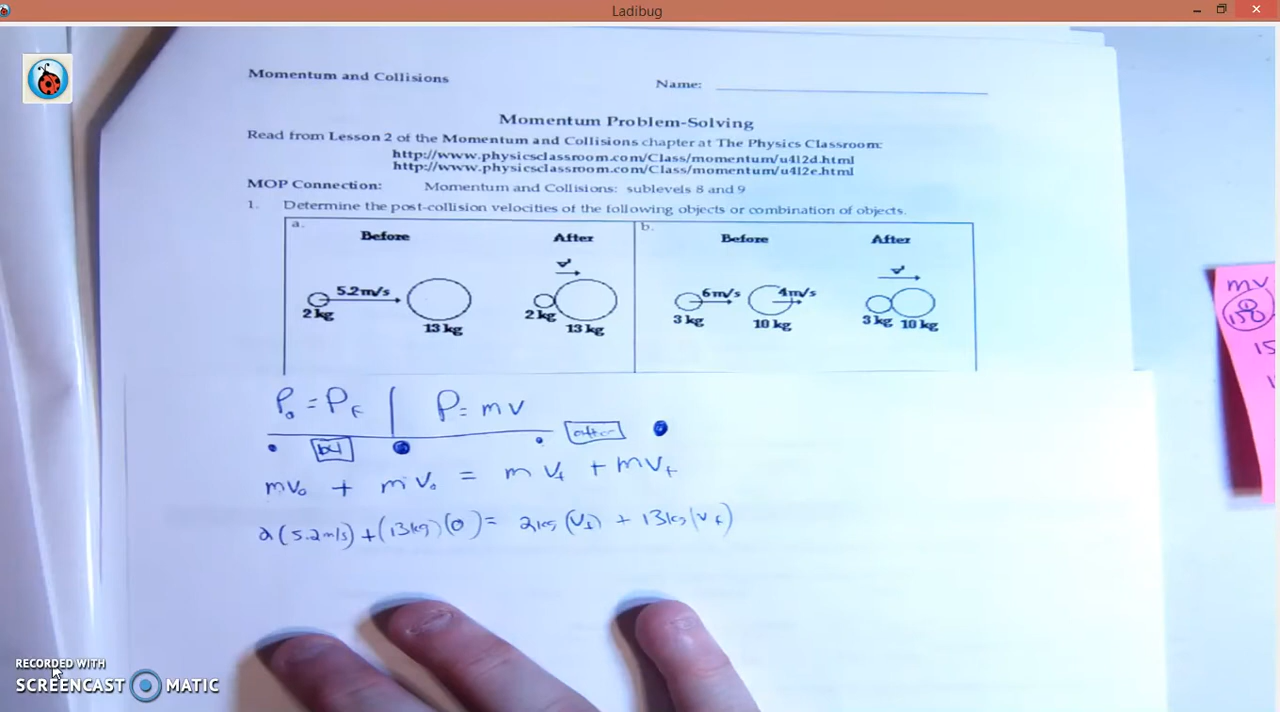 Ladibug
Momentum and Collisions
Name:
Momentum Problem-Solving
Read from Lesson 2 of the Momentum and Collisions chapter at The Physics Classroom:
http://www.physicsclassroom.com/Class/momentum/u4l2d.html
http://www.physicsclassroom.com/Class/momentum/u4l2e.html
MOP Connection: Momentum and Collisions: sublevels 8 and 9
1. Determine the post-collision velocities of the following objects or combination of objects.
a.
Before After
v
5.2 m/s
2 kg 13 kg 2 kg 13 kg
b.
Before After
v
6 m/s 4 m/s
3 kg 10 kg 3 kg 10 kg
P₀ = P_F | P = mv
after
mv₀ + mv₀ = mv_f + mv_f
2(5.2m/s) + (13kg)(0) = 2kg(v_f) + 13kg(v_f)
mv
150
15
RECORDED WITH
SCREENCAST MATIC